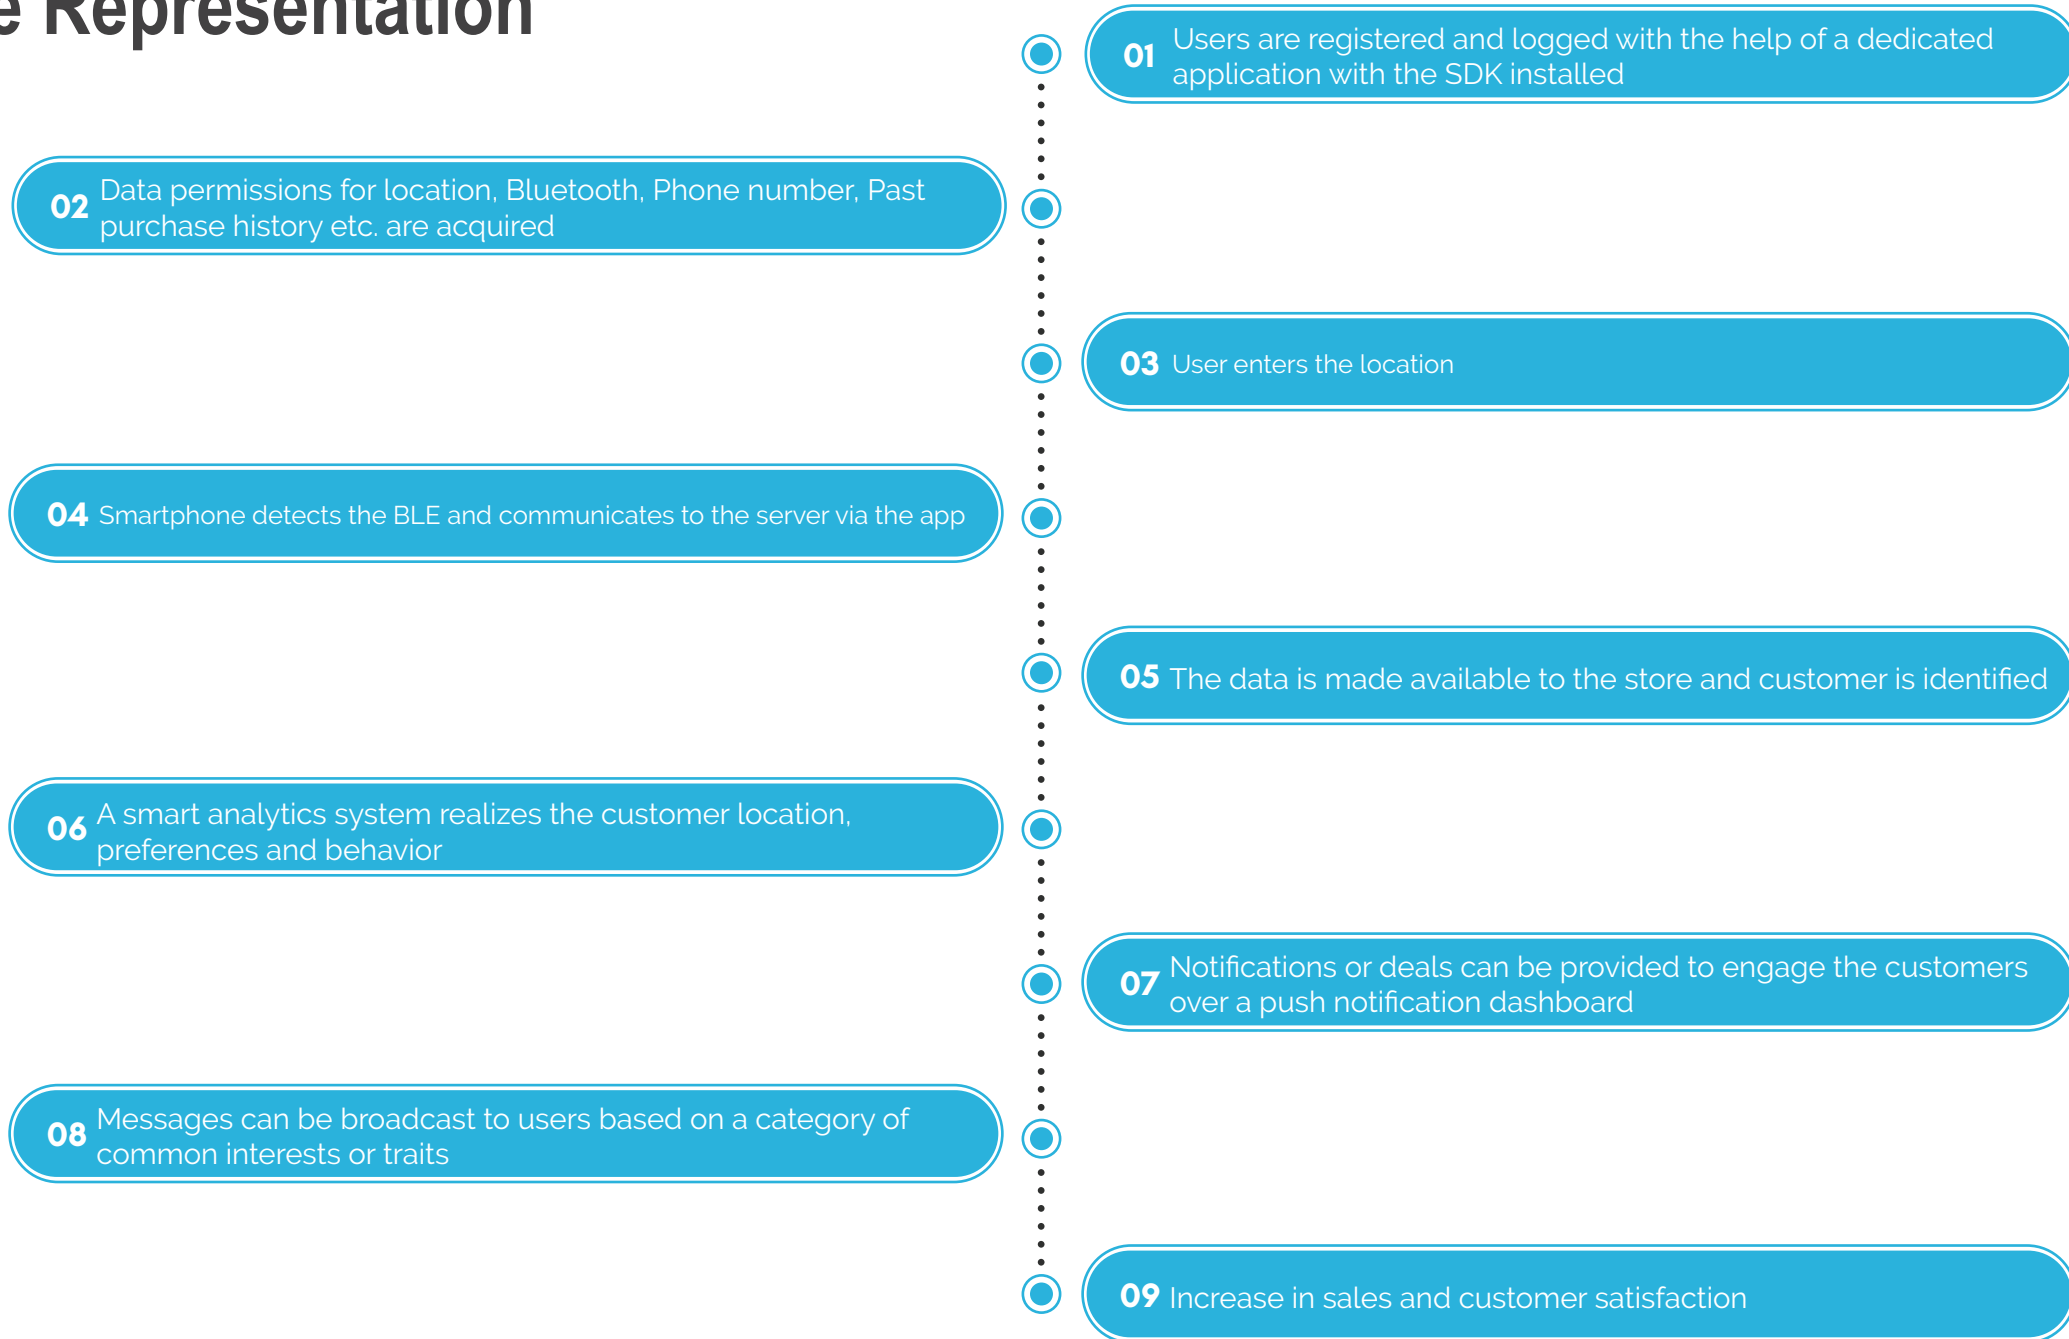 e Representation
01 Users are registered and logged with the help of a dedicated
application with the SDK installed
02 Data permissions for location, Bluetooth, Phone number, Past
purchase history etc. are acquired
03 User enters the location
04 Smartphone detects the BLE and communicates to the server via the app
05 The data is made available to the store and customer is identified
06 A smart analytics system realizes the customer location,
preferences and behavior
07 Notifications or deals can be provided to engage the customers
over a push notification dashboard
08 Messages can be broadcast to users based on a category of
common interests or traits
09 Increase in sales and customer satisfaction